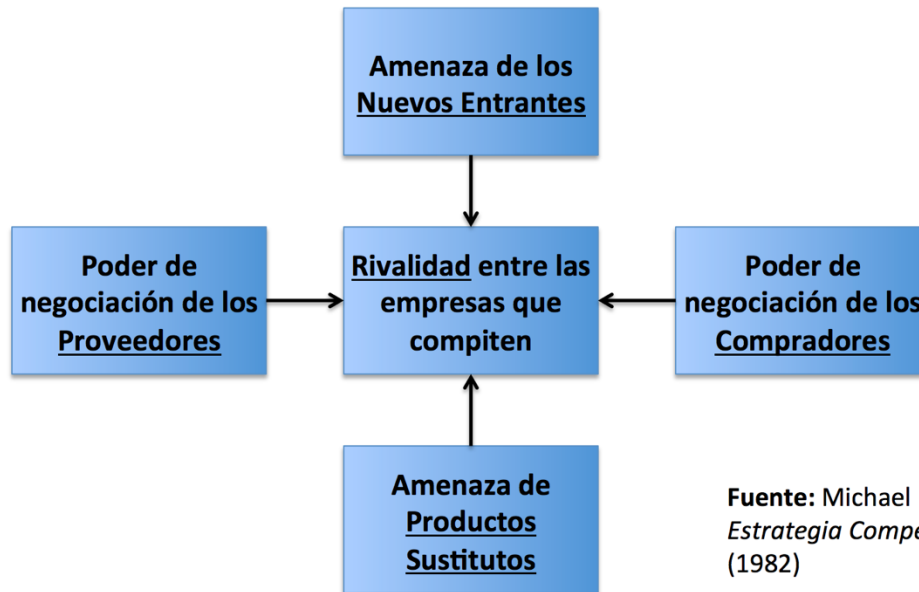 Amenaza de los
Nuevos Entrantes
Poder de
negociación de los
Proveedores
Rivalidad entre las
empresas que
compiten
Poder de
negociación de los
Compradores
Amenaza de
Productos
Sustitutos
Fuente: Michael
Estrategia Compe
(1982)